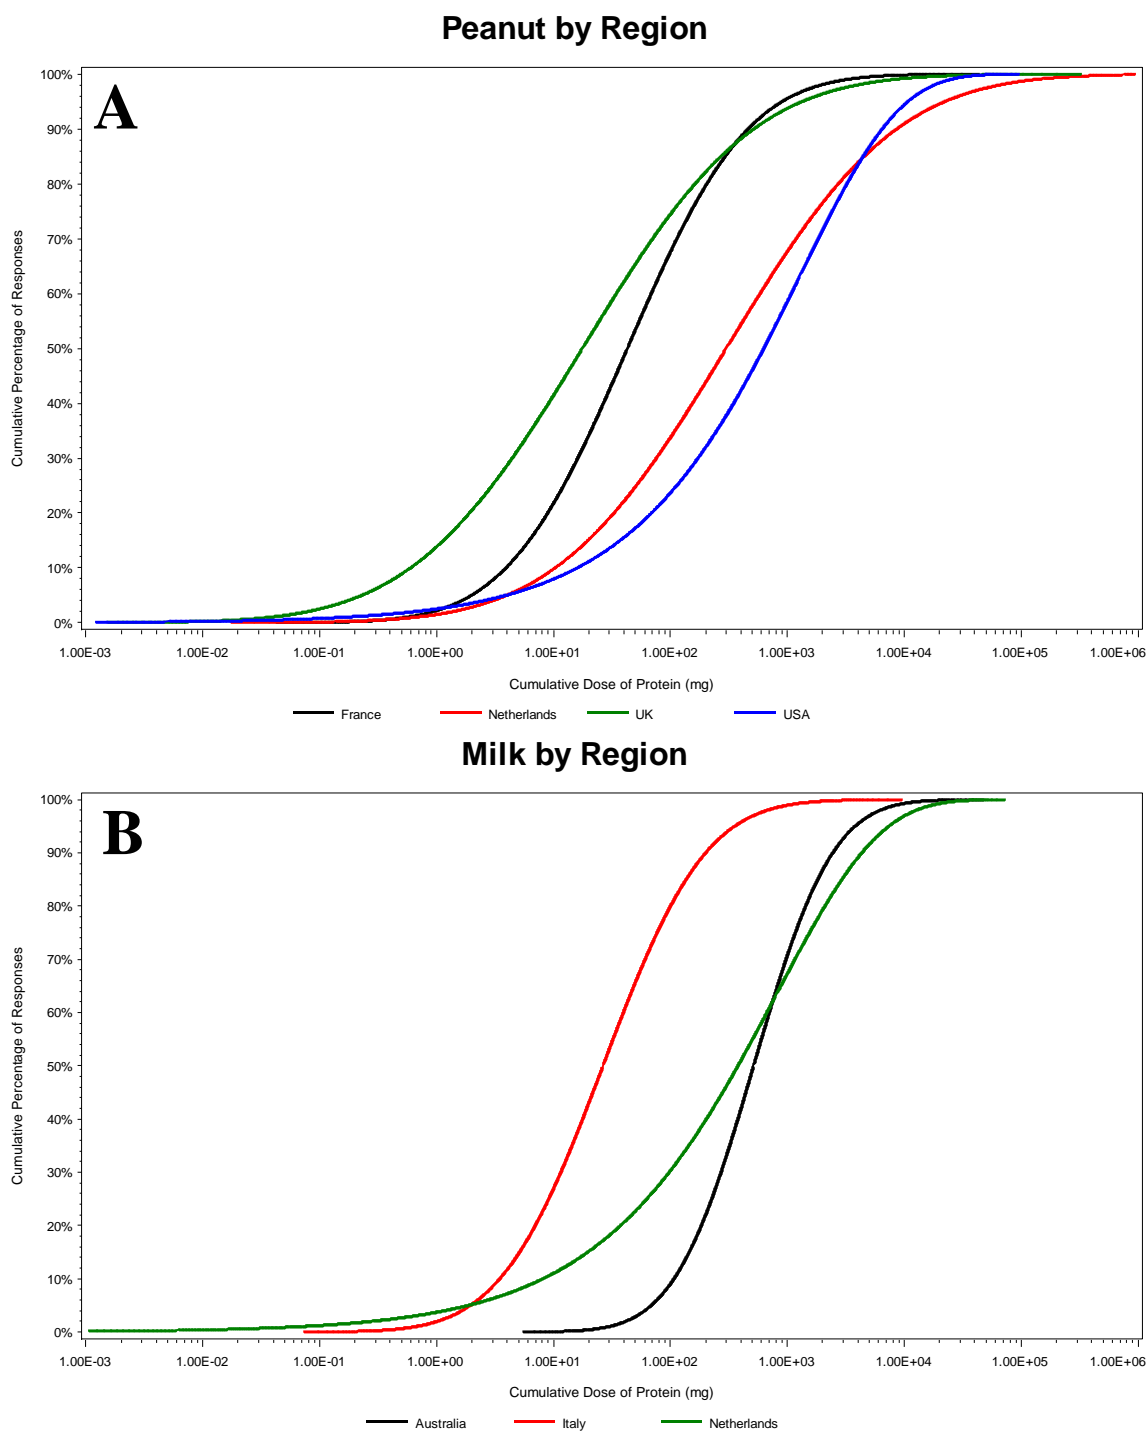 Peanut by Region
A
Cumulative Percentage of Responses
100%
90%
80%
70%
60%
50%
40%
30%
20%
10%
0%
1.00E-03 1.00E-02 1.00E-01 1.00E+00 1.00E+01 1.00E+02 1.00E+03 1.00E+04 1.00E+05 1.00E+06
Cumulative Dose of Protein (mg)
France Netherlands UK USA
Milk by Region
B
Cumulative Percentage of Responses
100%
90%
80%
70%
60%
50%
40%
30%
20%
10%
0%
1.00E-03 1.00E-02 1.00E-01 1.00E+00 1.00E+01 1.00E+02 1.00E+03 1.00E+04 1.00E+05 1.00E+06
Cumulative Dose of Protein (mg)
Australia Italy Netherlands